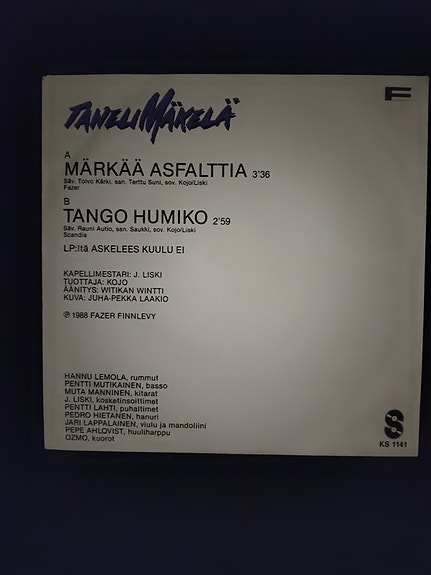 TANELI MÄKELÄ
F
A
MÄRKÄÄ ASFALTTIA 3'36
Säv. Toivo Kärki, san. Terttu Suni, sov. Kojo/Liski
Fazer
B
TANGO HUMIKO 2'59
Säv. Rauni Autio, san. Saukki, sov. Kojo/Liski
Scandia
LP:ltä ASKELEES KUULU EI
KAPELLIMESTARI: J. LISKI
TUOTTAJA: KOJO
ÄÄNITYS: WITIKAN WINTTI
KUVA: JUHA-PEKKA LAAKIO
℗ 1988 FAZER FINNLEVY
HANNU LEMOLA, rummut
PENTTI MUTIKAINEN, basso
MUTA MANNINEN, kitarat
J. LISKI, kosketinsoittimet
PENTTI LAHTI, puhaltimet
PEDRO HIETANEN, hanuri
JARI LAPPALAINEN, viulu ja mandoliini
PEPE AHLQVIST, huuliharppu
OZMO, kuorot
S
KS 1141